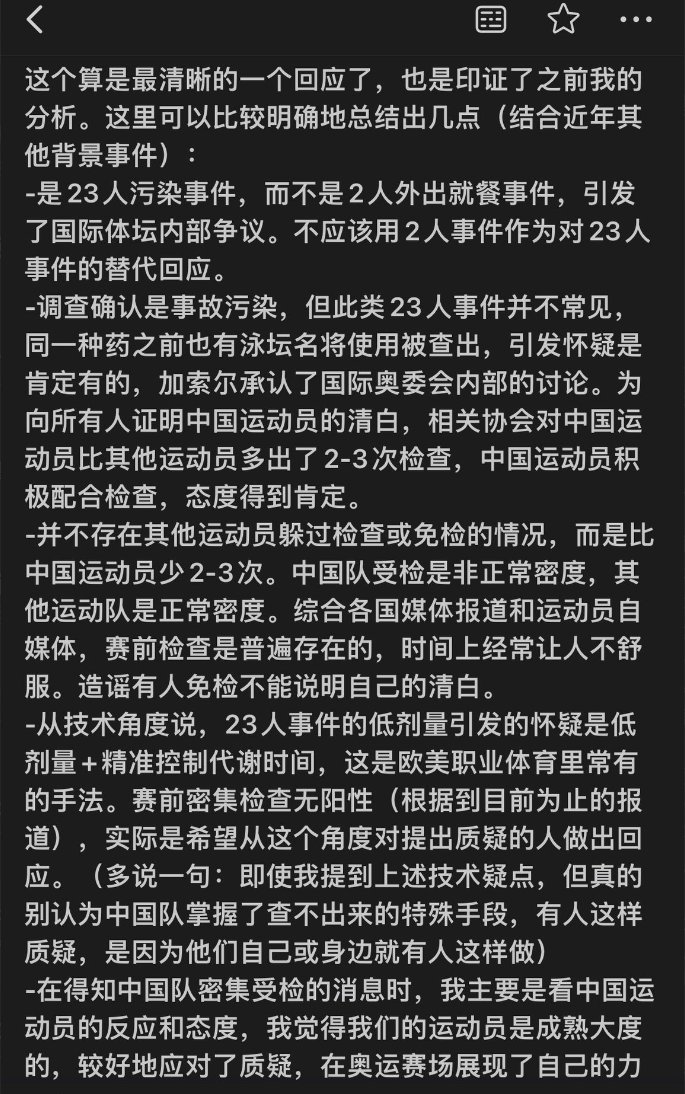 这个算是最清晰的一个回应了，也是印证了之前我的
分析。这里可以比较明确地总结出几点（结合近年其
他背景事件）：
-是23人污染事件，而不是2人外出就餐事件，引发
了国际体坛内部争议。不应该用2人事件作为对23人
事件的替代回应。
-调查确认是事故污染，但此类23人事件并不常见，
同一种药之前也有泳坛名将使用被查出，引发怀疑是
肯定有的，加索尔承认了国际奥委会内部的讨论。为
向所有人证明中国运动员的清白，相关协会对中国运
动员比其他运动员多出了2-3次检查，中国运动员积
极配合检查，态度得到肯定。
-并不存在其他运动员躲过检查或免检的情况，而是比
中国运动员少2-3次。中国队受检是非正常密度，其
他运动队是正常密度。综合各国媒体报道和运动员自
媒体，赛前检查是普遍存在的，时间上经常让人不舒
服。造谣有人免检不能说明自己的清白。
-从技术角度说，23人事件的低剂量引发的怀疑是低
剂量+精准控制代谢时间，这是欧美职业体育里常有
的手法。赛前密集检查无阳性（根据到目前为止的报
道），实际是希望从这个角度对提出质疑的人做出回
应。（多说一句：即使我提到上述技术疑点，但真的
别认为中国队掌握了查不出来的特殊手段，有人这样
质疑，是因为他们自己或身边就有人这样做）
-在得知中国队密集受检的消息时，我主要是看中国运
动员的反应和态度，我觉得我们的运动员是成熟大度
的，较好地应对了质疑，在奥运赛场展现了自己的力